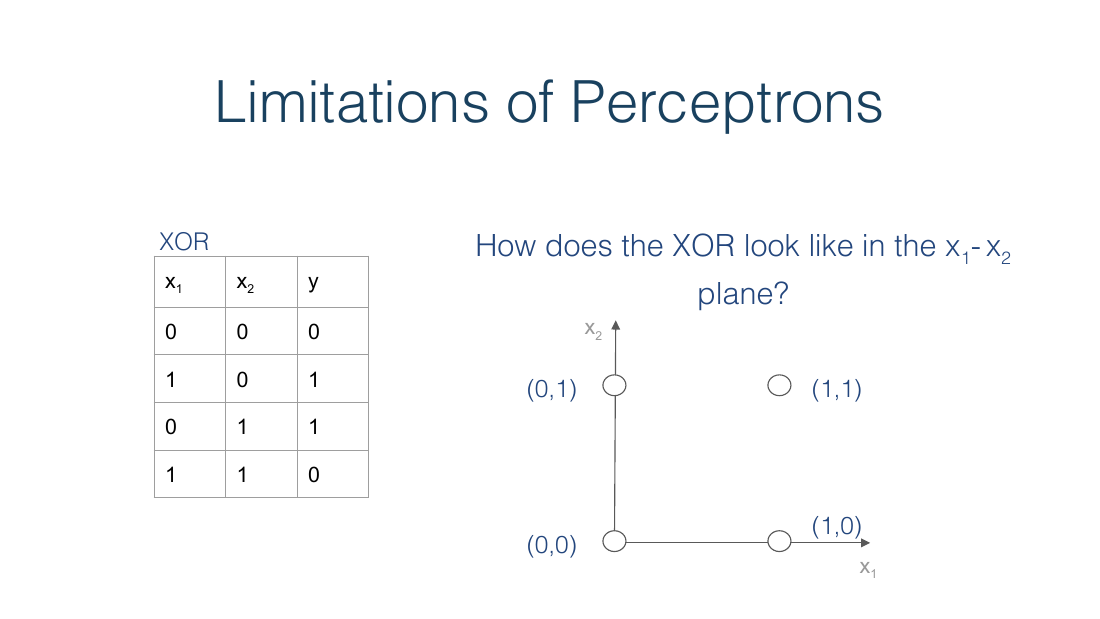 Limitations of Perceptrons
XOR
x₁ x₂ y
0 0 0
1 0 1
0 1 1
1 1 0
How does the XOR look like in the x₁- x₂
plane?
x₂
(0,1) (1,1)
(1,0)
(0,0)
x₁